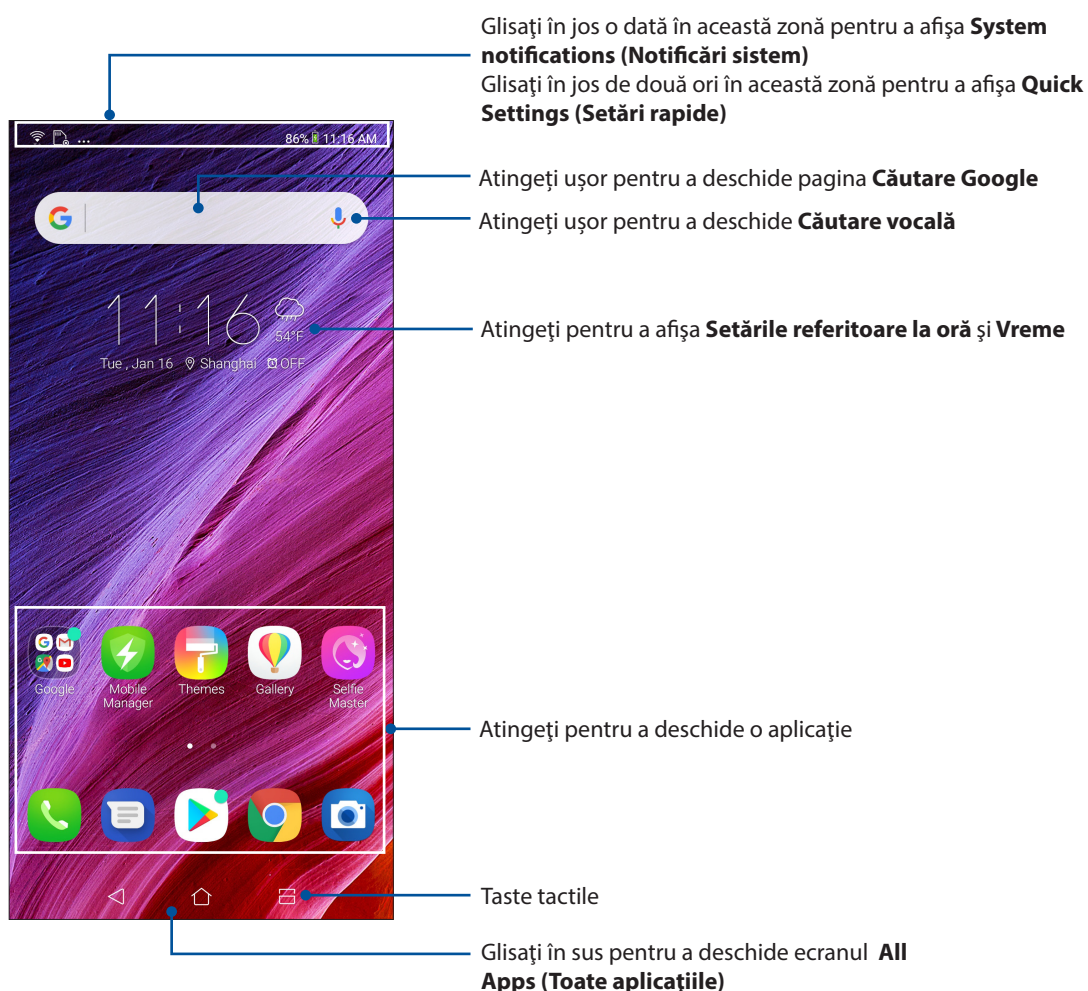 Glisaţi în jos o dată în această zonă pentru a afişa System
notifications (Notificări sistem)
Glisaţi în jos de două ori în această zonă pentru a afişa Quick
Settings (Setări rapide)
... 86% 11:16 AM
Atingeți ușor pentru a deschide pagina Căutare Google
G
Atingeți ușor pentru a deschide Căutare vocală
11:16
54°F
Atingeţi pentru a afişa Setările referitoare la oră şi Vreme
Tue , Jan 16 Shanghai OFF
Google
Mobile
Manager
Themes
Gallery
Selfie
Master
Atingeţi pentru a deschide o aplicaţie
Taste tactile
Glisaţi în sus pentru a deschide ecranul All
Apps (Toate aplicaţiile)